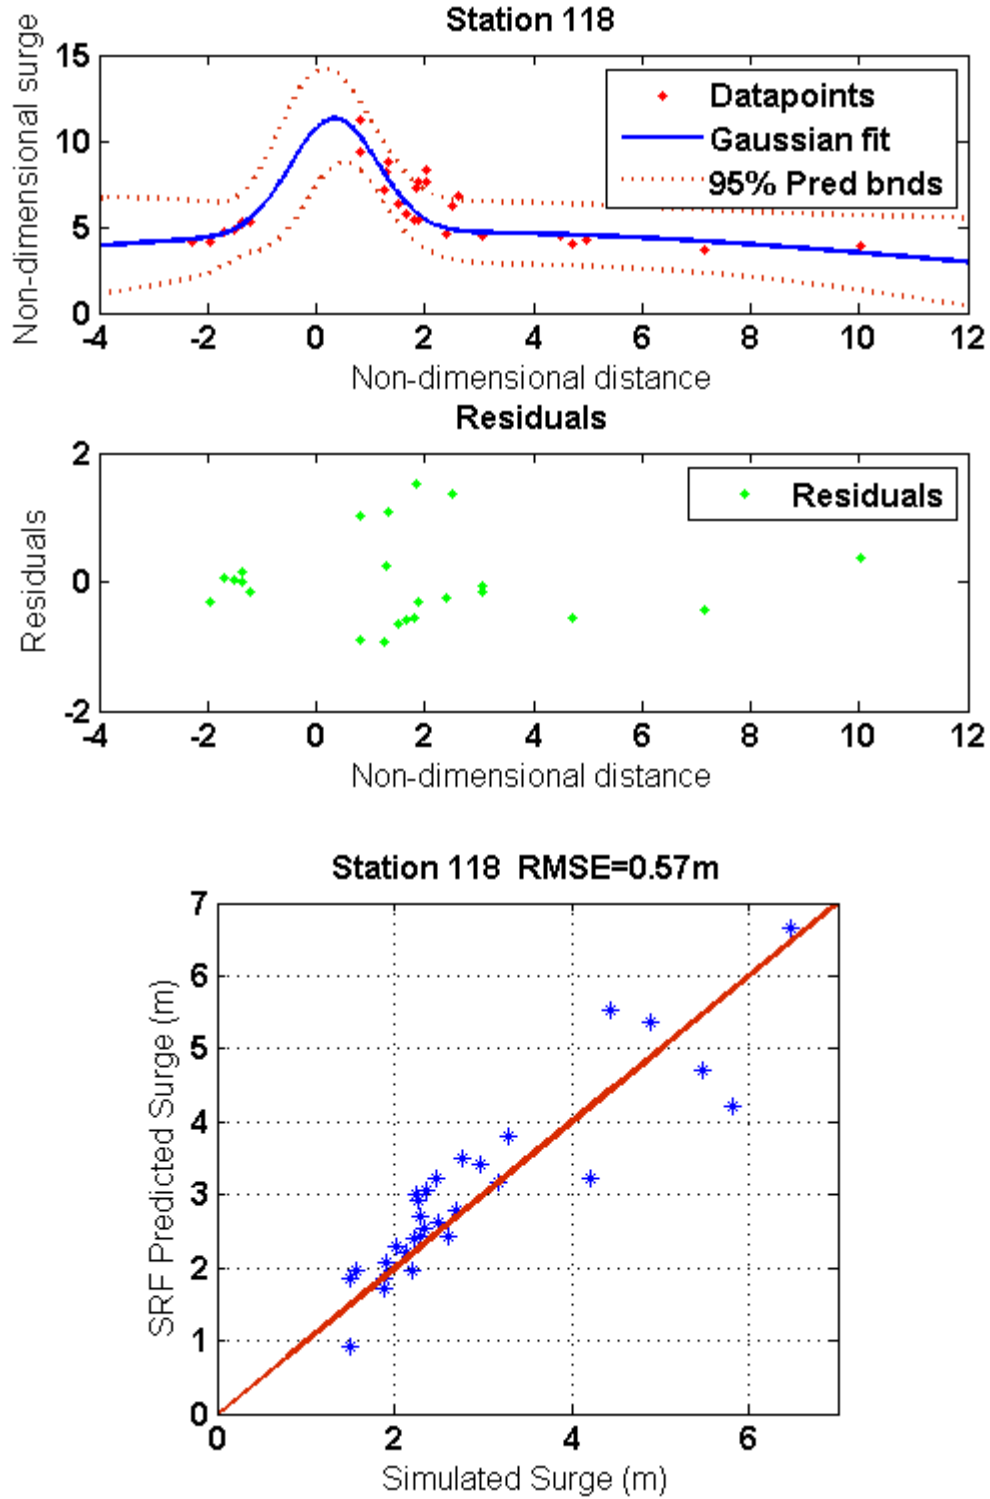 Station 118
Non-dimensional surge
15
10
5
0
Datapoints
Gaussian fit
95% Pred bnds
-4 -2 0 2 4 6 8 10 12
Non-dimensional distance
Residuals
Residuals
2
0
-2
Residuals
-4 -2 0 2 4 6 8 10 12
Non-dimensional distance
Station 118 RMSE=0.57m
SRF Predicted Surge (m)
7
6
5
4
3
2
1
0
0 2 4 6
Simulated Surge (m)